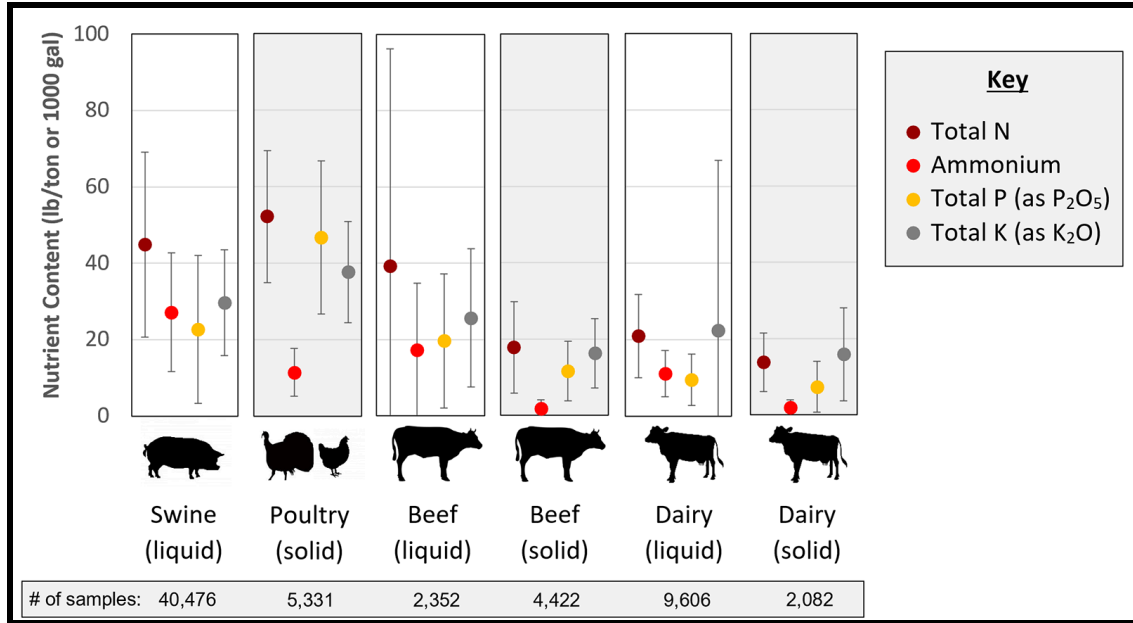 Nutrient Content (lb/ton or 1000 gal)
100
80
60
40
20
0
Key
Total N
Ammonium
Total P (as P₂O₅)
Total K (as K₂O)
Swine Poultry Beef Beef Dairy Dairy
(liquid) (solid) (liquid) (solid) (liquid) (solid)
# of samples: 40,476 5,331 2,352 4,422 9,606 2,082